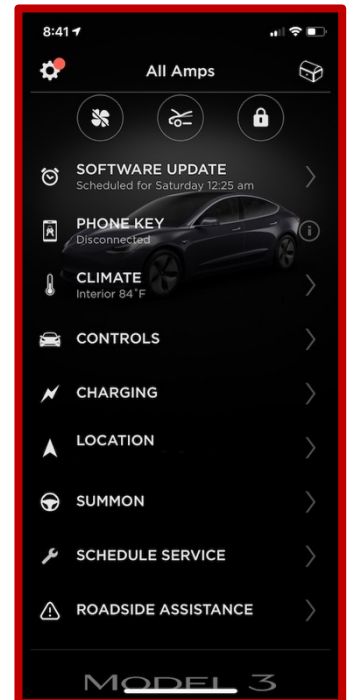 8:41
All Amps
SOFTWARE UPDATE
Scheduled for Saturday 12:25 am
PHONE KEY
Disconnected
CLIMATE
Interior 84°F
CONTROLS
CHARGING
LOCATION
SUMMON
SCHEDULE SERVICE
ROADSIDE ASSISTANCE
MODEL 3